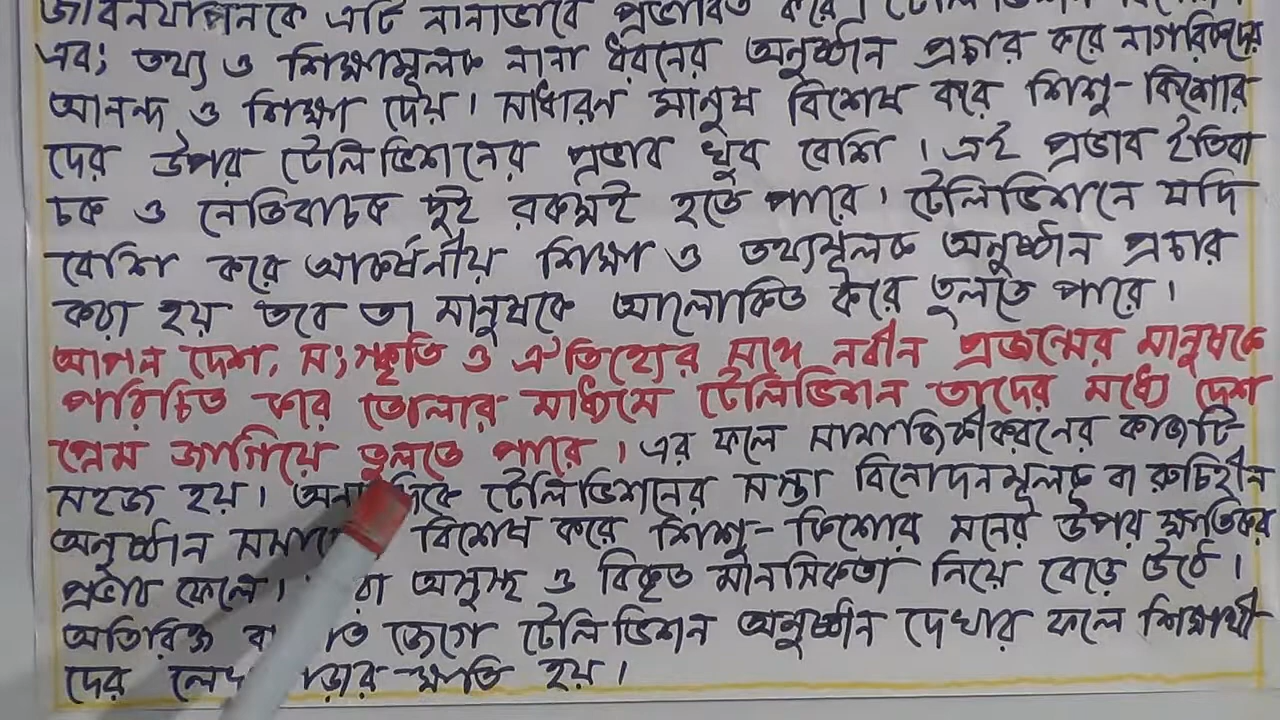 জীবনযাপনকে এটি নানাভাবে প্রভাবিত করে। টেলিভিশন
এবং তথ্য ও শিক্ষামূলক নানা ধরনের অনুষ্ঠান প্রচার করে নাগরিকদের
আনন্দ ও শিক্ষা দেয়। সাধারন মানুষ বিশেষ করে শিশু-কিশোর
দের উপর টেলিভিশনের প্রভাব খুব বেশি। এই প্রভাব ইতিবা
চক ও নেতিবাচক দুই রকমই হতে পারে। টেলিভিশনে যদি
বেশি করে আকর্ষনীয় শিক্ষা ও তথ্যমূলক অনুষ্ঠান প্রচার
করা হয় তবে তা মানুষকে আলোকিত করে তুলতে পারে।
আপন দেশ, সংস্কৃতি ও ঐতিহ্যের সাথে নবীন প্রজন্মের মানুষকে
পরিচিত করে তোলার মাধ্যমে টেলিভিশন তাদের মধ্যে দেশ
প্রেম জাগিয়ে তুলতে পারে। এর ফলে সামাজিকীকরনের কাজটি
সহজ হয়। অন্যদিকে টেলিভিশনের সস্তা বিনোদনমূলক বা রুচিহীন
অনুষ্ঠান বিশেষ করে শিশু-কিশোর মনের উপর ক্ষতিকর
প্রভাব ফেলে। অসুস্থ ও বিকৃত মানসিকতা নিয়ে বেড়ে উঠে।
অতিরিক্ত জেগে টেলিভিশন অনুষ্ঠান দেখার ফলে শিক্ষার্থী
দের ক্ষতি হয়।